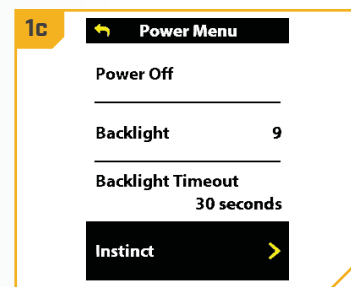 1c
Power Menu
Power Off
Backlight 9
Backlight Timeout
30 seconds
Instinct